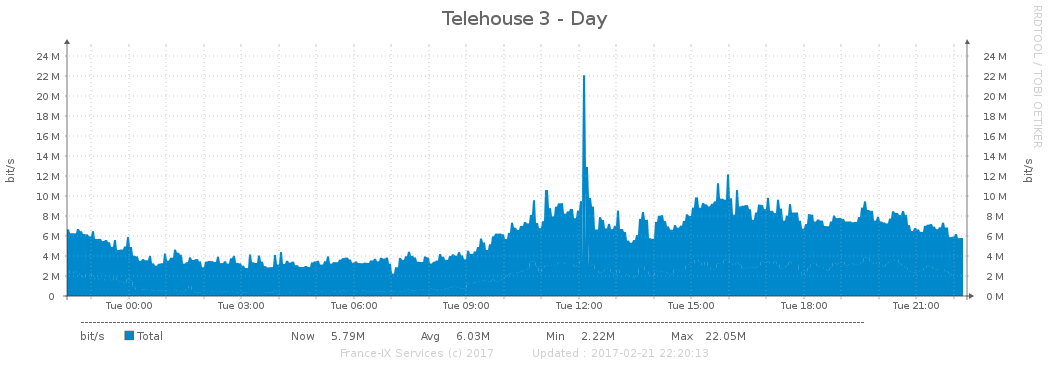 Telehouse 3 - Day
RRDTOOL / TOBI OETIKER
bit/s
24 M 24 M
22 M 22 M
20 M 20 M
18 M 18 M
16 M 16 M
14 M 14 M
12 M 12 M
10 M 10 M
8 M 8 M
6 M 6 M
4 M 4 M
2 M 2 M
0 0 M
bit/s
Tue 00:00 Tue 03:00 Tue 06:00 Tue 09:00 Tue 12:00 Tue 15:00 Tue 18:00 Tue 21:00
bit/s Total Now 5.79M Avg 6.03M Min 2.22M Max 22.05M
France-IX Services (c) 2017 Updated : 2017-02-21 22:20:13